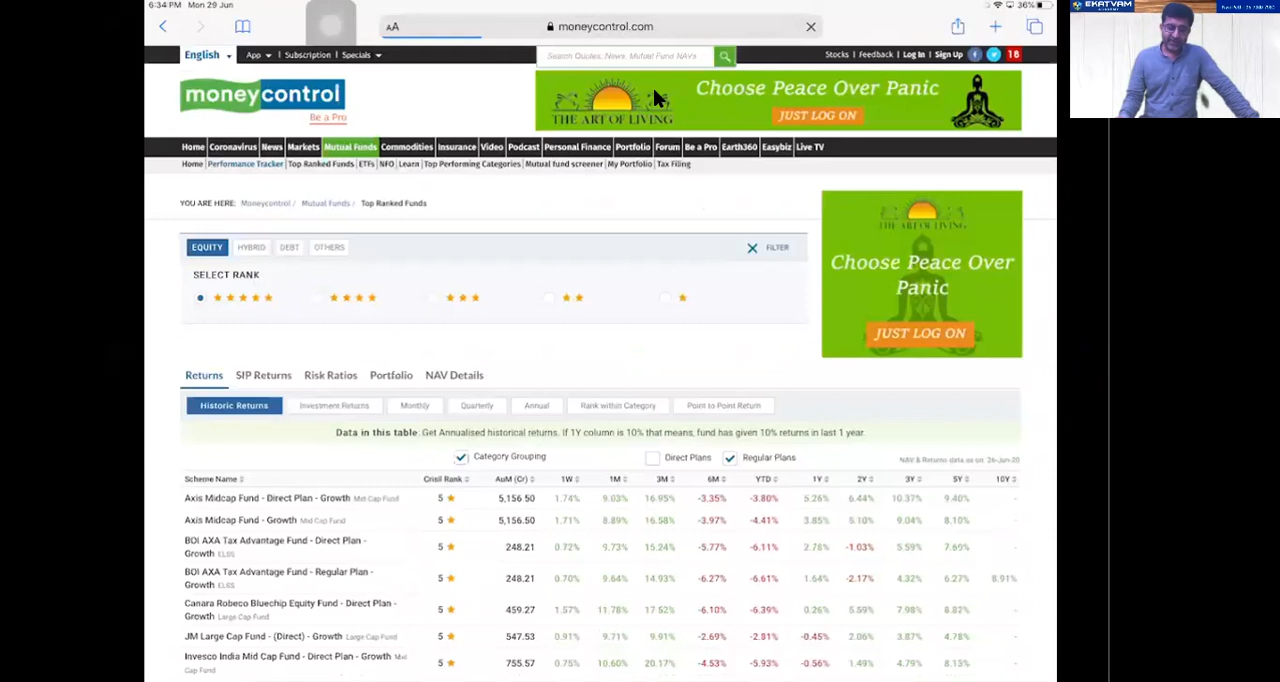 6:34 PM Mon 29 Jun
36%
AA
moneycontrol.com
EKATVAM
English
App
Subscription
Specials
Search Quotes, News, Mutual Fund NAVs
Stocks | Feedback | Log In | Sign Up
18
moneycontrol
Be a Pro
THE ART OF LIVING
Choose Peace Over Panic
JUST LOG ON
Home Coronavirus News Markets Mutual Funds Commodities Insurance Video Podcast Personal Finance Portfolio Forum Be a Pro Earth360 Easybiz Live TV
Home Performance Tracker Top Ranked Funds ETFs NFO Learn Top Performing Categories Mutual fund screener My Portfolio Tax Filing
YOU ARE HERE: Moneycontrol / Mutual Funds / Top Ranked Funds
THE ART OF LIVING
Choose Peace Over
Panic
JUST LOG ON
EQUITY HYBRID DEBT OTHERS
FILTER
SELECT RANK
Returns SIP Returns Risk Ratios Portfolio NAV Details
Historic Returns Investment Returns Monthly Quarterly Annual Rank within Category Point to Point Return
Data in this table: Get Annualised historical returns. If 1Y column is 10% that means, fund has given 10% returns in last 1 year.
Category Grouping Direct Plans Regular Plans
NAV & Returns data as on '26-Jun-20
Scheme Name Crisil Rank AuM (Cr) 1W 1M 3M 6M YTD 1Y 2Y 3Y 5Y 10Y
Axis Midcap Fund - Direct Plan - Growth Mid Cap Fund 5 5,156.50 1.74% 9.03% 16.95% -3.35% -3.80% 5.26% 6.44% 10.37% 9.40% -
Axis Midcap Fund - Growth Mid Cap Fund 5 5,156.50 1.71% 8.89% 16.58% -3.97% -4.41% 3.85% 5.10% 9.04% 8.10% -
BOI AXA Tax Advantage Fund - Direct Plan -
Growth ELSS 5 248.21 0.72% 9.73% 15.24% -5.77% -6.11% 2.78% -1.03% 5.59% 7.69% -
BOI AXA Tax Advantage Fund - Regular Plan -
Growth ELSS 5 248.21 0.70% 9.64% 14.93% -6.27% -6.61% 1.64% -2.17% 4.32% 6.27% 8.91%
Canara Robeco Bluechip Equity Fund - Direct Plan -
Growth Large Cap Fund 5 459.27 1.57% 11.78% 17.52% -6.10% -6.39% 0.26% 5.59% 7.98% 8.82% -
JM Large Cap Fund - (Direct) - Growth Large Cap Fund 5 547.53 0.91% 9.71% 9.91% -2.69% -2.81% -0.45% 2.06% 3.87% 4.78% -
Invesco India Mid Cap Fund - Direct Plan - Growth Mid
Cap Fund 5 755.57 0.75% 10.60% 20.17% -4.53% -5.93% -0.56% 1.49% 4.79% 8.15% -